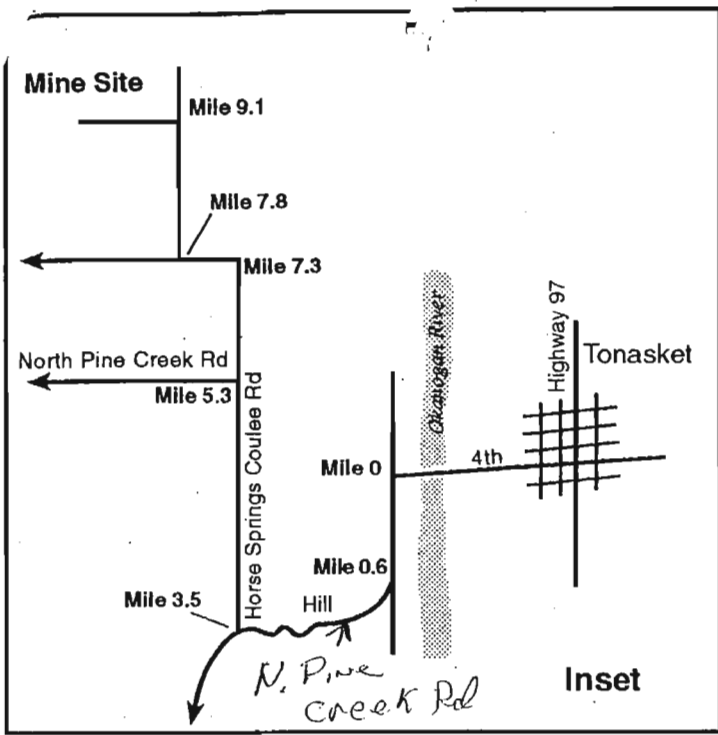 Mine Site
Mile 9.1
Mile 7.8
Mile 7.3
North Pine Creek Rd
Mile 5.3
Horse Springs Coulee Rd
Okanogan River
Highway 97
Tonasket
4th
Mile 0
Mile 0.6
Hill
Mile 3.5
N. Pine
Creek Rd
Inset